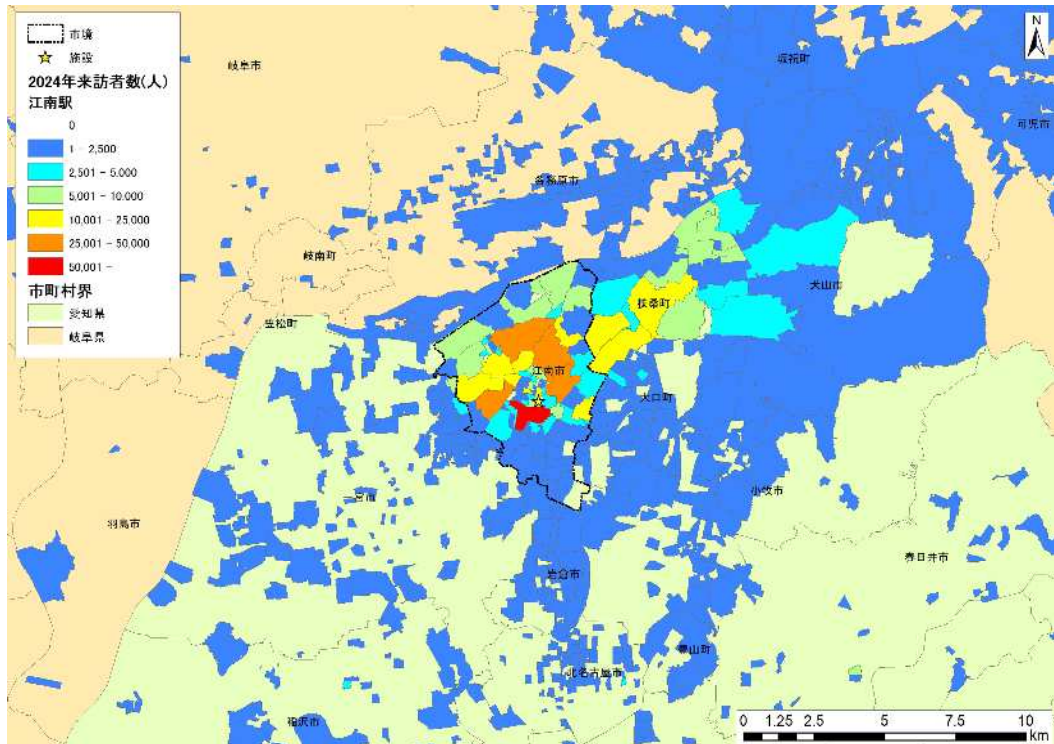 市境
施設
2024年来訪者数(人)
江南駅
0
1 - 2,500
2,501 - 5,000
5,001 - 10,000
10,001 - 25,000
25,001 - 50,000
50,001 -
市町村界
愛知県
岐阜県
N
岐阜市
坂祝町
可児市
各務原市
岐南町
笠松町
扶桑町
犬山市
江南市
大口町
一宮市
小牧市
羽島市
春日井市
岩倉市
豊山町
北名古屋市
稲沢市
0 1.25 2.5 5 7.5 10
km